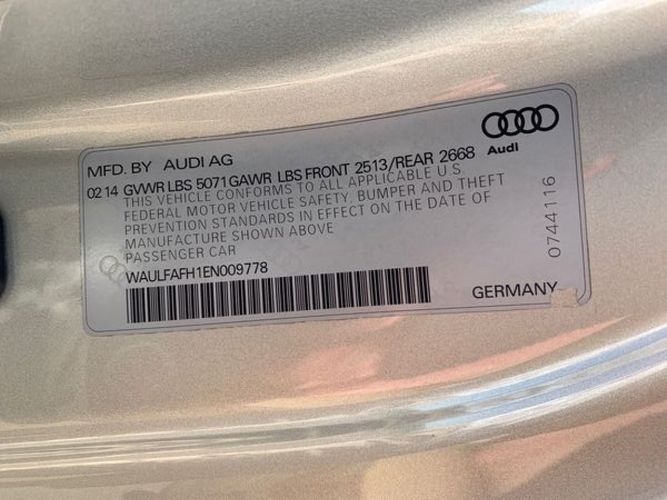 MFD. BY AUDI AG
02 14 GVWR LBS 5071 GAWR LBS FRONT 2513/REAR 2668
THIS VEHICLE CONFORMS TO ALL APPLICABLE U.S.
FEDERAL MOTOR VEHICLE SAFETY, BUMPER AND THEFT
PREVENTION STANDARDS IN EFFECT ON THE DATE OF
MANUFACTURE SHOWN ABOVE
PASSENGER CAR
WAULFAFH1EN009778
Audi
0744116
GERMANY